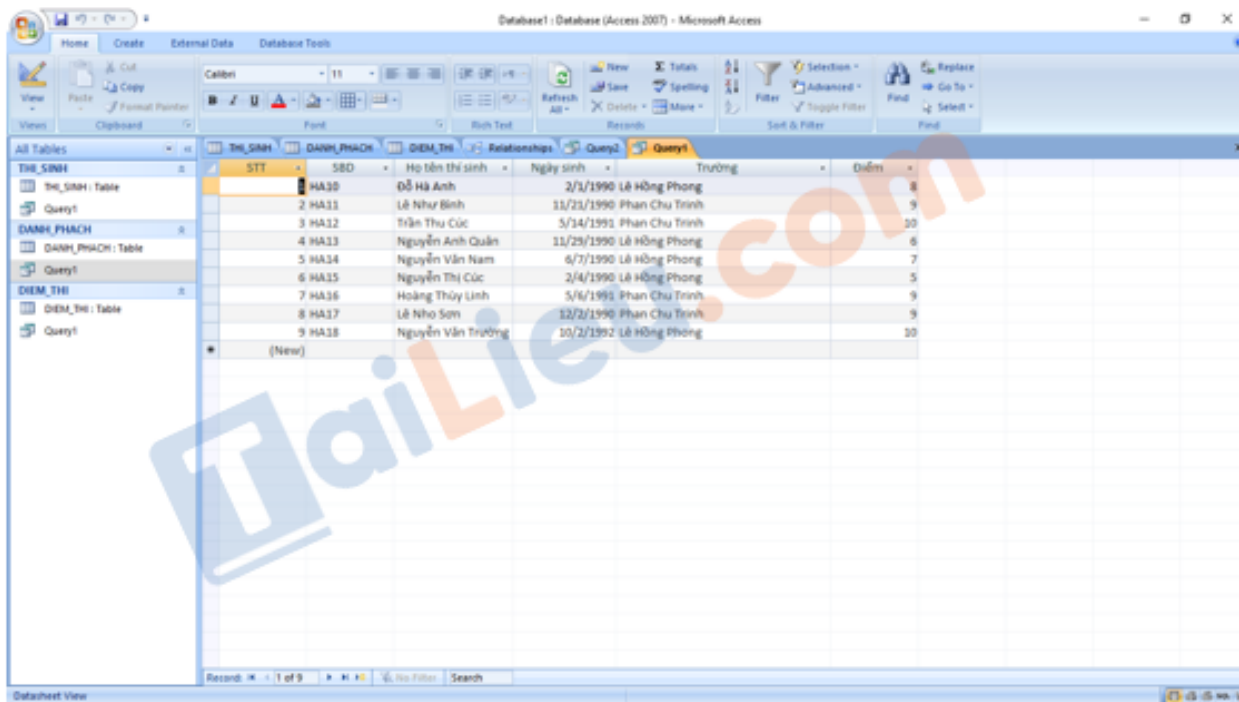 Database1 : Database (Access 2007) - Microsoft Access
Home Create External Data Database Tools
View Paste Cut Copy Format Painter
Calibri 11
B I U A
Refresh All New Save Delete Totals Spelling More
Filter Selection Advanced Toggle Filter
Find Replace Go To Select
Views Clipboard Font Rich Text Records Sort & Filter Find
All Tables
THI_SINH
THI_SINH : Table
Query1
DANH_PHACH
DANH_PHACH : Table
Query1
DIEM_THI
DIEM_THI : Table
Query1
THI_SINH DANH_PHACH DIEM_THI Relationships Query2 Query1
STT SBD Họ tên thí sinh Ngày sinh Trường Điểm
1 HA10 Đỗ Hà Anh 2/1/1990 Lê Hồng Phong 8
2 HA11 Lê Như Bình 11/21/1990 Phan Chu Trinh 9
3 HA12 Trần Thu Cúc 5/14/1991 Phan Chu Trinh 10
4 HA13 Nguyễn Anh Quân 11/29/1990 Lê Hồng Phong 6
5 HA14 Nguyễn Văn Nam 6/7/1990 Lê Hồng Phong 7
6 HA15 Nguyễn Thị Cúc 2/4/1990 Lê Hồng Phong 5
7 HA16 Hoàng Thùy Linh 5/6/1991 Phan Chu Trinh 9
8 HA17 Lê Nho Sơn 12/2/1990 Phan Chu Trinh 9
9 HA18 Nguyễn Văn Trường 10/2/1992 Lê Hồng Phong 10
(New)
TaiLieu.com
Record: 1 of 9 No Filter Search
Datasheet View